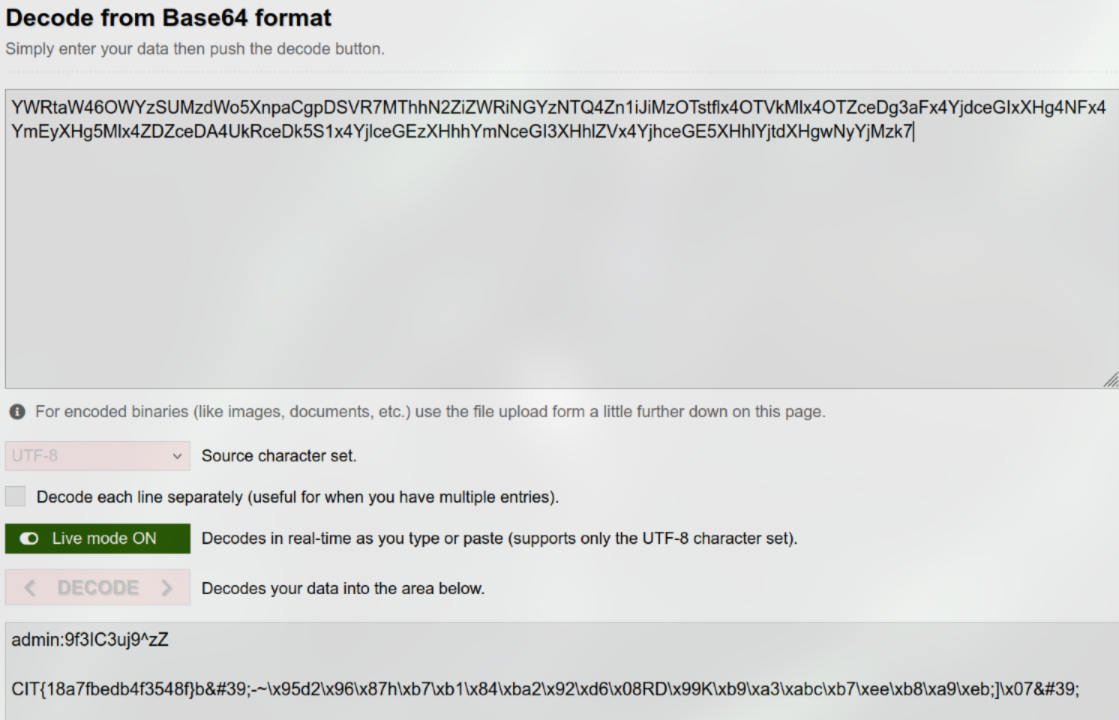 Decode from Base64 format
Simply enter your data then push the decode button.
YWRtaW46OWYzSUMzdWo5XnpaCgpDSVR7MThhN2ZiZWRiNGYzNTQ4Zn1iJiMzOTstflx4OTVkMlx4OTZceDg3aFx4YjdceGIxXHg4NFx4
YmEyXHg5Mlx4ZDZceDA4UkRceDk5S1x4YjlceGEzXHhhYmNceGI3XHhlZVx4YjhceGE5XHhlYjtdXHgwNyYjMzk7
For encoded binaries (like images, documents, etc.) use the file upload form a little further down on this page.
UTF-8 Source character set.
Decode each line separately (useful for when you have multiple entries).
Live mode ON Decodes in real-time as you type or paste (supports only the UTF-8 character set).
< DECODE > Decodes your data into the area below.
admin:9f3IC3uj9^zZ
CIT{18a7fbedb4f3548f}b&#39;-~\x95d2\x96\x87h\xb7\xb1\x84\xba2\x92\xd6\x08RD\x99K\xb9\xa3\xabc\xb7\xee\xb8\xa9\xeb;]\x07&#39;